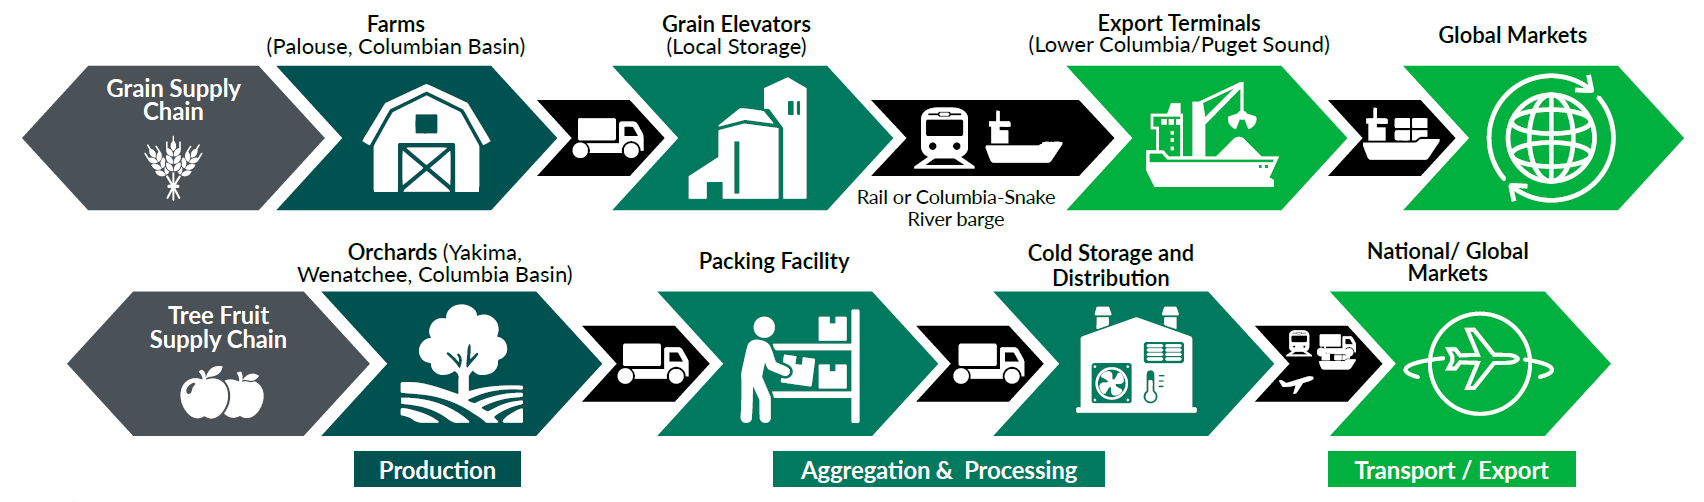 Farms
(Palouse, Columbian Basin)
Grain Elevators
(Local Storage)
Export Terminals
(Lower Columbia/Puget Sound)
Global Markets
Grain Supply
Chain
Rail or Columbia-Snake
River barge
Orchards (Yakima,
Wenatchee, Columbia Basin)
Packing Facility
Cold Storage and
Distribution
National/ Global
Markets
Tree Fruit
Supply Chain
Production
Aggregation & Processing
Transport / Export